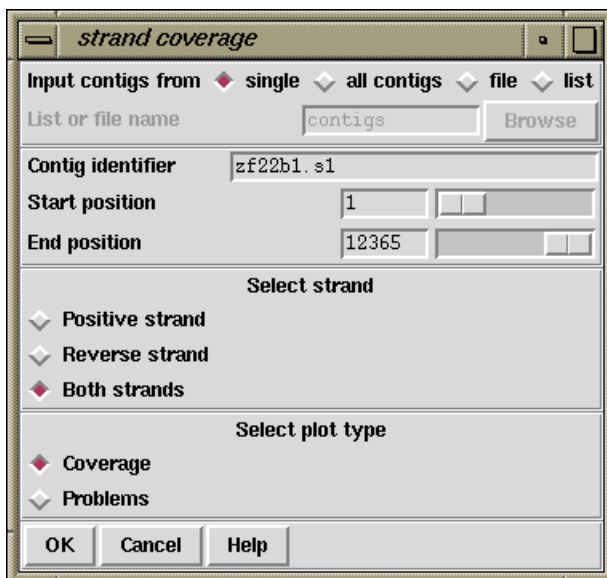 strand coverage
Input contigs from single all contigs file list
List or file name contigs Browse
Contig identifier zf22b1.s1
Start position 1
End position 12365
Select strand
Positive strand
Reverse strand
Both strands
Select plot type
Coverage
Problems
OK Cancel Help